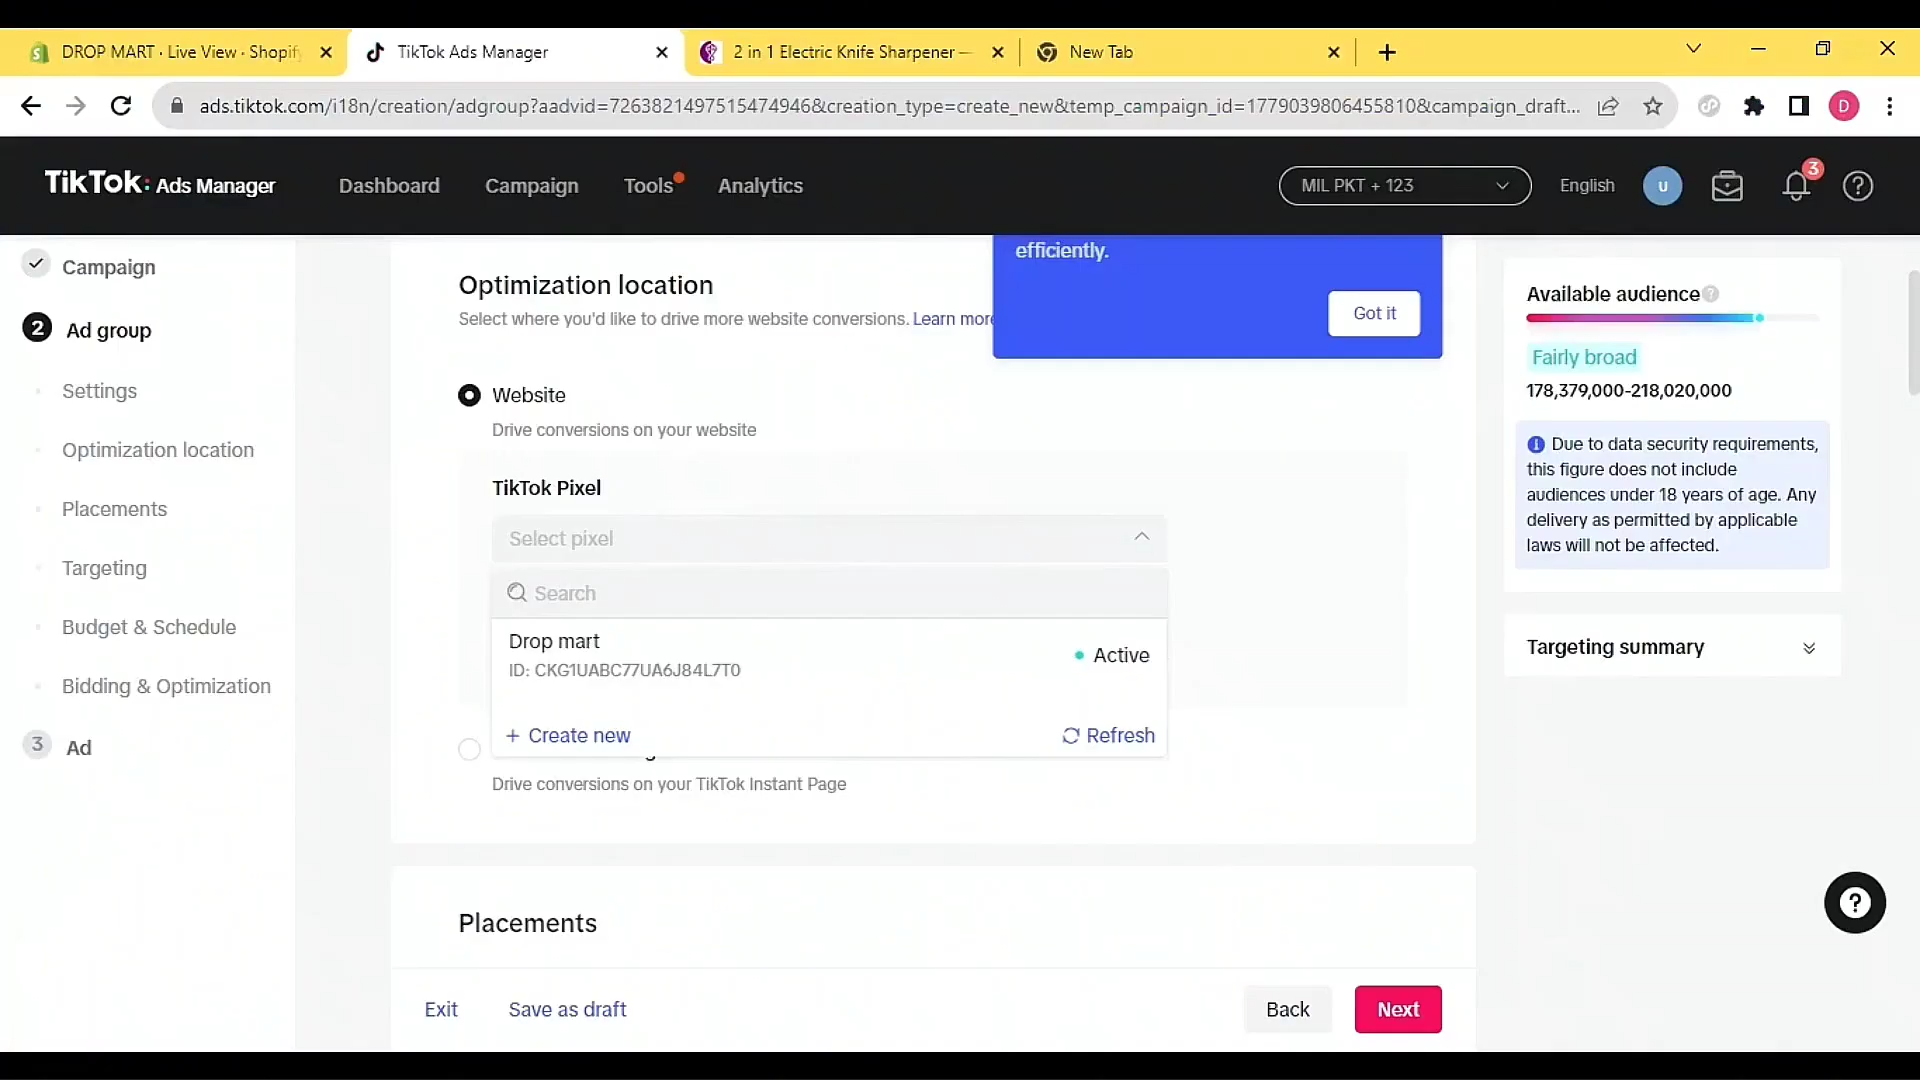 DROP MART · Live View · Shopify
TikTok Ads Manager
2 in 1 Electric Knife Sharpener —
New Tab
ads.tiktok.com/i18n/creation/adgroup?aadvid=7263821497515474946&creation_type=create_new&temp_campaign_id=1779039806455810&campaign_draft...
D
TikTok: Ads Manager
Dashboard
Campaign
Tools
Analytics
MIL PKT + 123
English
U
3
Campaign
2 Ad group
Settings
Optimization location
Placements
Targeting
Budget & Schedule
Bidding & Optimization
3 Ad
efficiently.
Got it
Optimization location
Select where you'd like to drive more website conversions. Learn more
Website
Drive conversions on your website
TikTok Pixel
Select pixel
Search
Drop mart
ID: CKG1UABC77UA6J84L7T0
Active
+ Create new
Refresh
Drive conversions on your TikTok Instant Page
Placements
Exit
Save as draft
Back
Next
Available audience
Fairly broad
178,379,000-218,020,000
Due to data security requirements,
this figure does not include
audiences under 18 years of age. Any
delivery as permitted by applicable
laws will not be affected.
Targeting summary